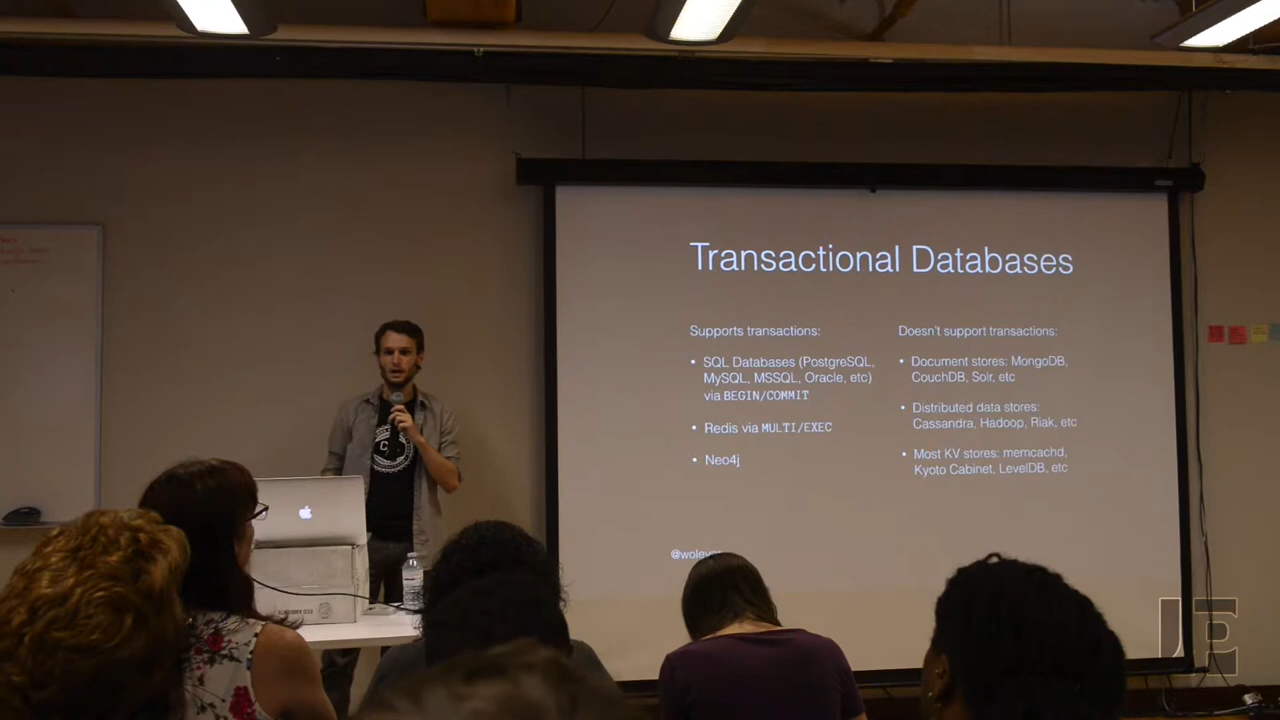 Transactional Databases
Supports transactions:
• SQL Databases (PostgreSQL,
MySQL, MSSQL, Oracle, etc)
via BEGIN/COMMIT
• Redis via MULTI/EXEC
• Neo4j
Doesn't support transactions:
• Document stores: MongoDB,
CouchDB, Solr, etc
• Distributed data stores:
Cassandra, Hadoop, Riak, etc
• Most KV stores: memcachd,
Kyoto Cabinet, LevelDB, etc